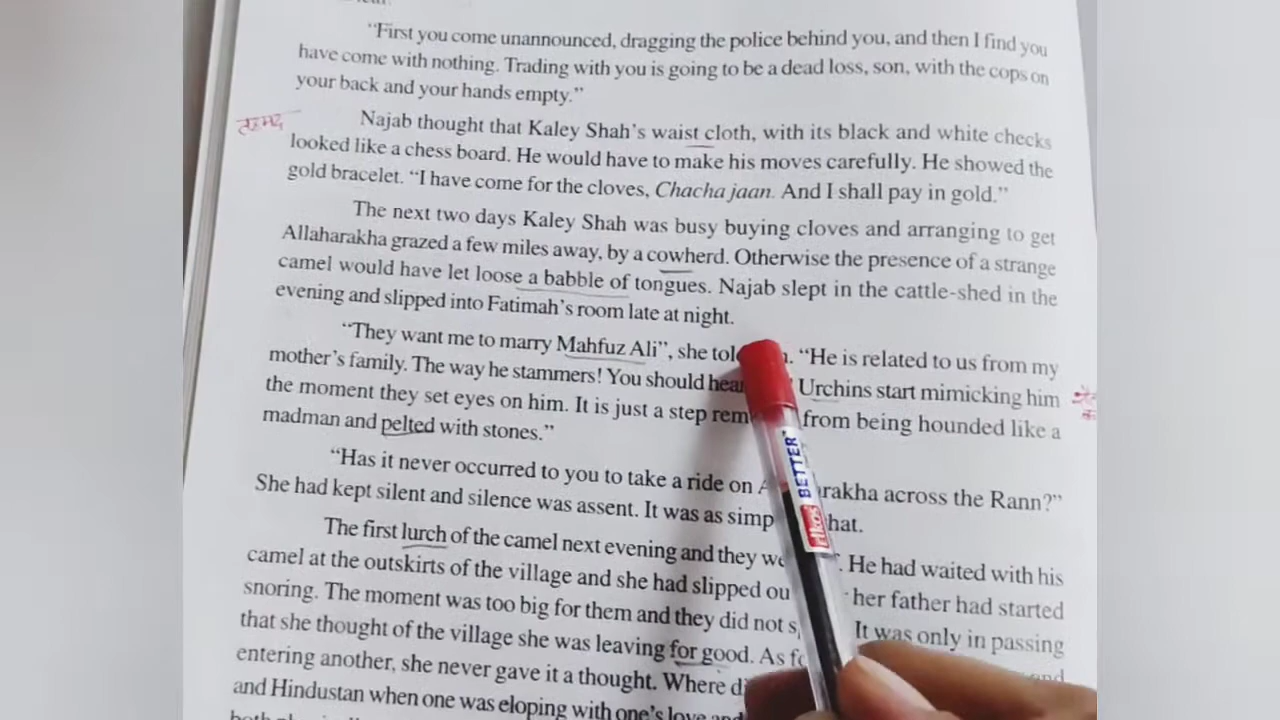 “First you come unannounced, dragging the police behind you, and then I find you
have come with nothing. Trading with you is going to be a dead loss, son, with the cops on
your back and your hands empty.”
Najab thought that Kaley Shah’s waist cloth, with its black and white checks
looked like a chess board. He would have to make his moves carefully. He showed the
gold bracelet. “I have come for the cloves, Chacha jaan. And I shall pay in gold.”
The next two days Kaley Shah was busy buying cloves and arranging to get
Allaharakha grazed a few miles away, by a cowherd. Otherwise the presence of a strange
camel would have let loose a babble of tongues. Najab slept in the cattle-shed in the
evening and slipped into Fatimah’s room late at night.
“They want me to marry Mahfuz Ali”, she “He is related to us from my
mother’s family. The way he stammers! You should Urchins start mimicking him
the moment they set eyes on him. It is just a step from being hounded like a
madman and pelted with stones.”
“Has it never occurred to you to take a ride on across the Rann?”
She had kept silent and silence was assent. It was as
The first lurch of the camel next evening and they He had waited with his
camel at the outskirts of the village and she had slipped her father had started
snoring. The moment was too big for them and they did not It was only in passing
that she thought of the village she was leaving for good. As
entering another, she never gave it a thought. Where
and Hindustan when one was eloping with one’s love and
elkos BETTER